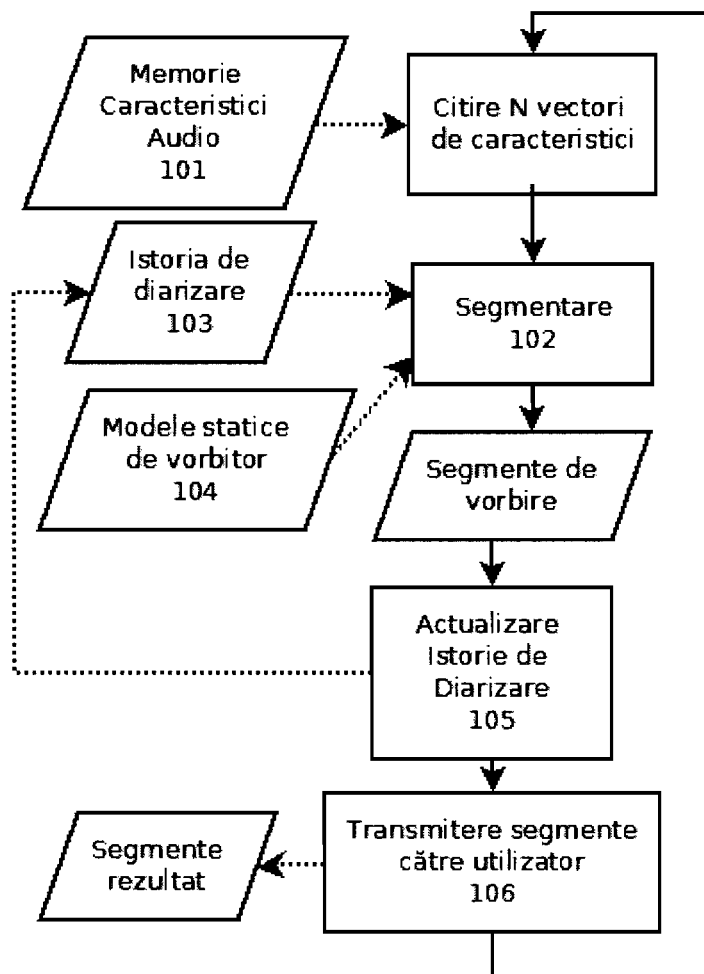 Memorie
Caracteristici
Audio
101
Citire N vectori
de caracteristici
Istoria de
diarizare
103
Segmentare
102
Modele statice
de vorbitor
104
Segmente de
vorbire
Actualizare
Istorie de
Diarizare
105
Segmente
rezultat
Transmitere segmente
către utilizator
106